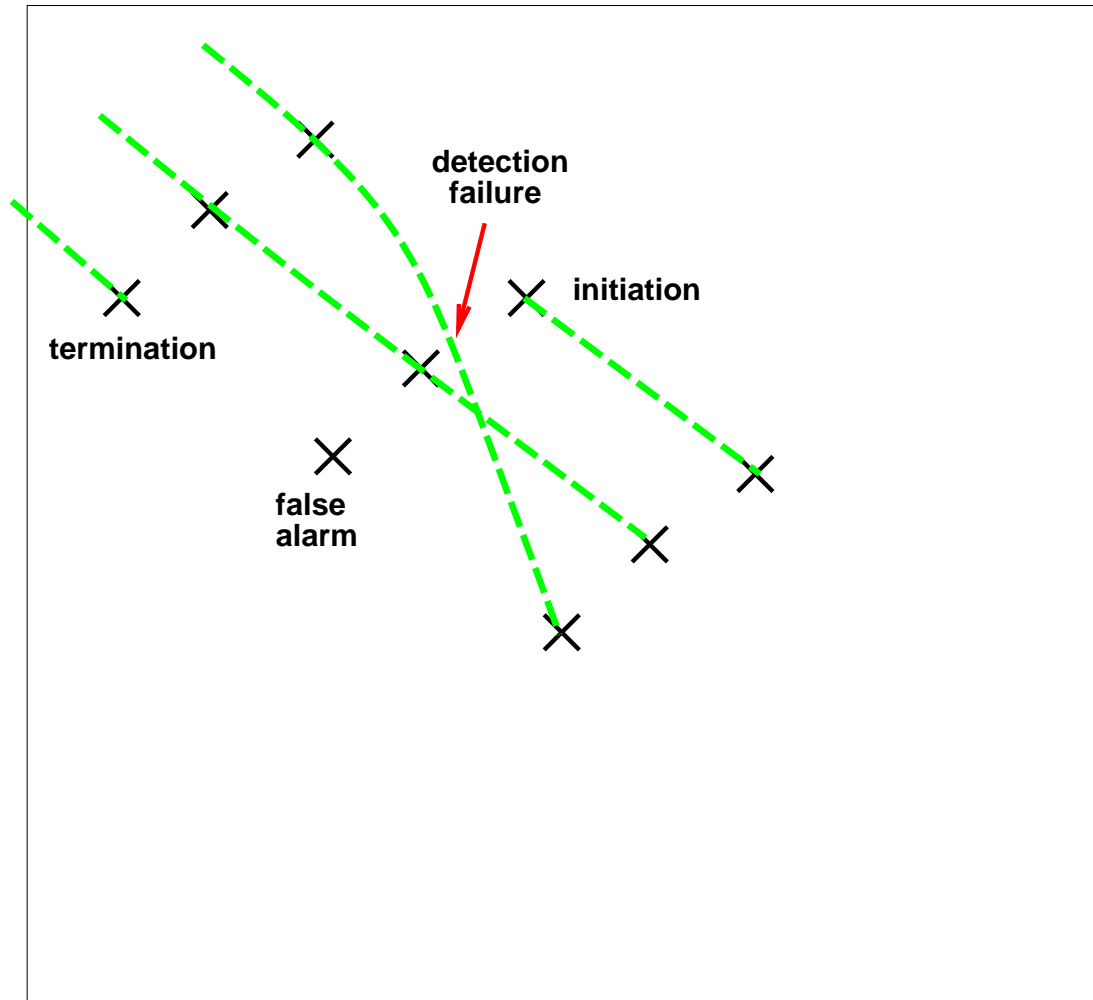 detection
failure
initiation
termination
false
alarm